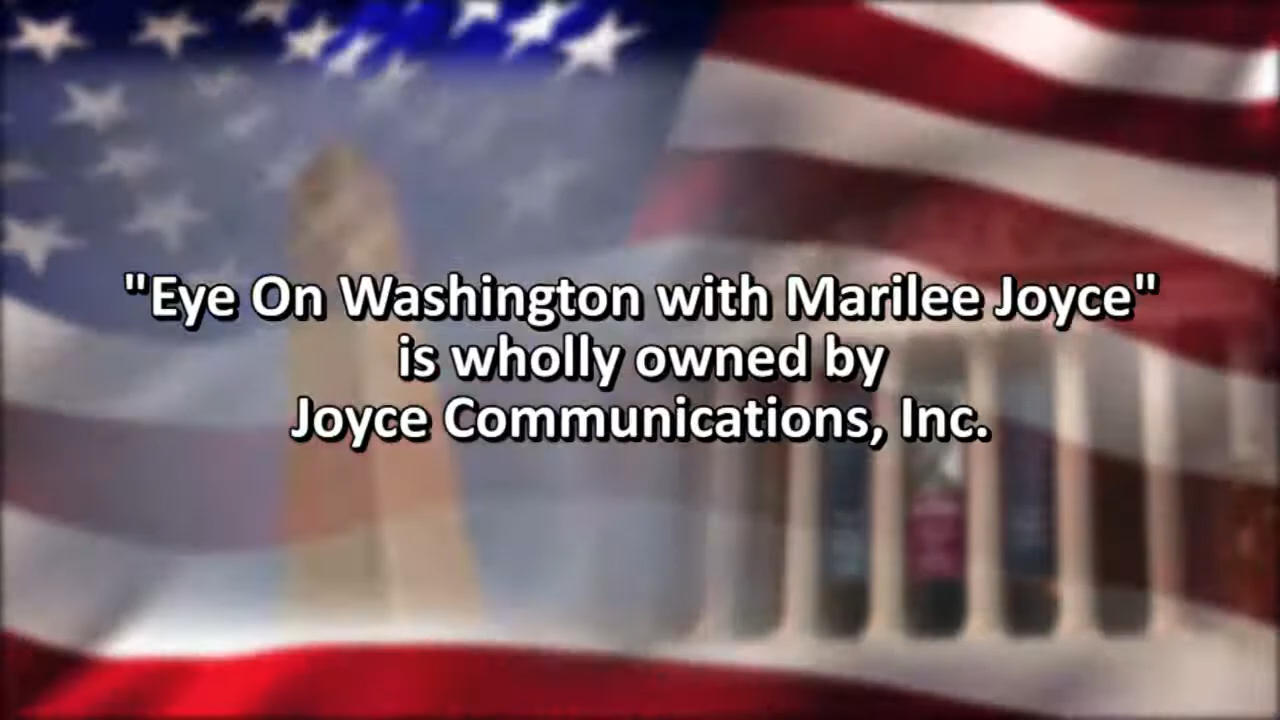 "Eye On Washington with Marilee Joyce"
is wholly owned by
Joyce Communications, Inc.